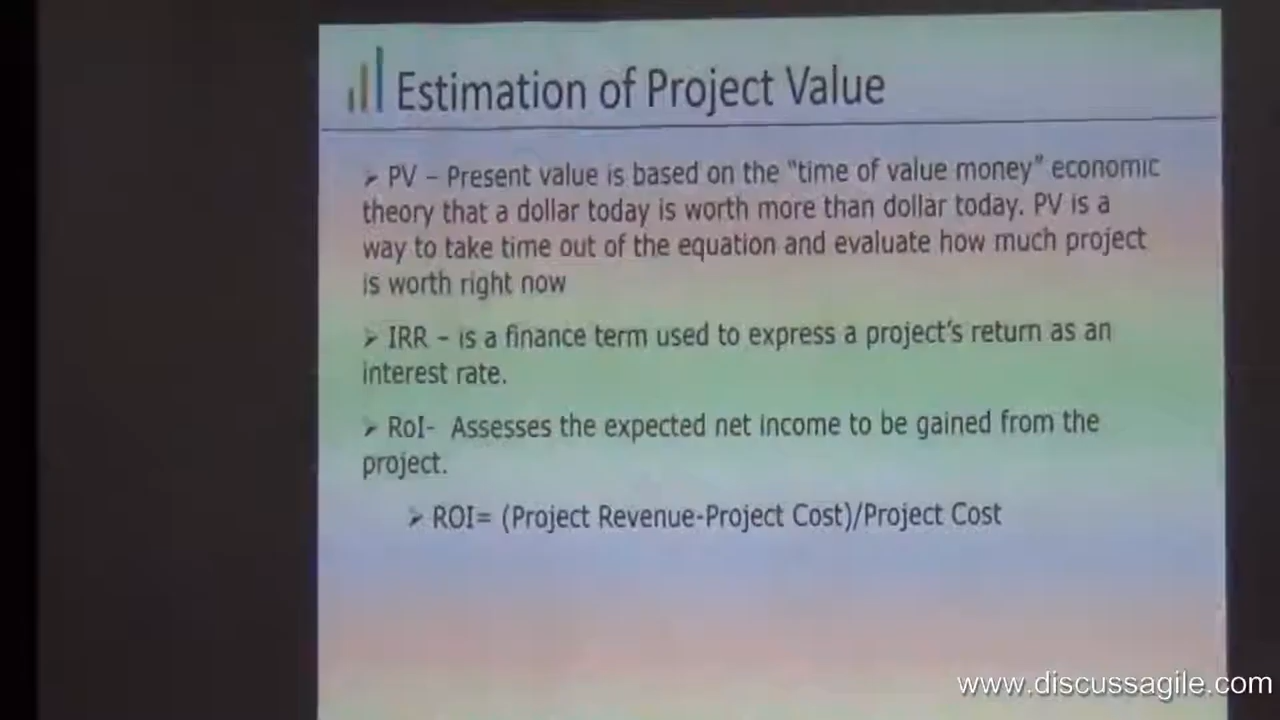 Estimation of Project Value
➢ PV – Present value is based on the "time of value money" economic
theory that a dollar today is worth more than dollar today. PV is a
way to take time out of the equation and evaluate how much project
is worth right now
➢ IRR – is a finance term used to express a project's return as an
interest rate.
➢ RoI- Assesses the expected net income to be gained from the
project.
➢ ROI= (Project Revenue-Project Cost)/Project Cost
www.discussagile.com